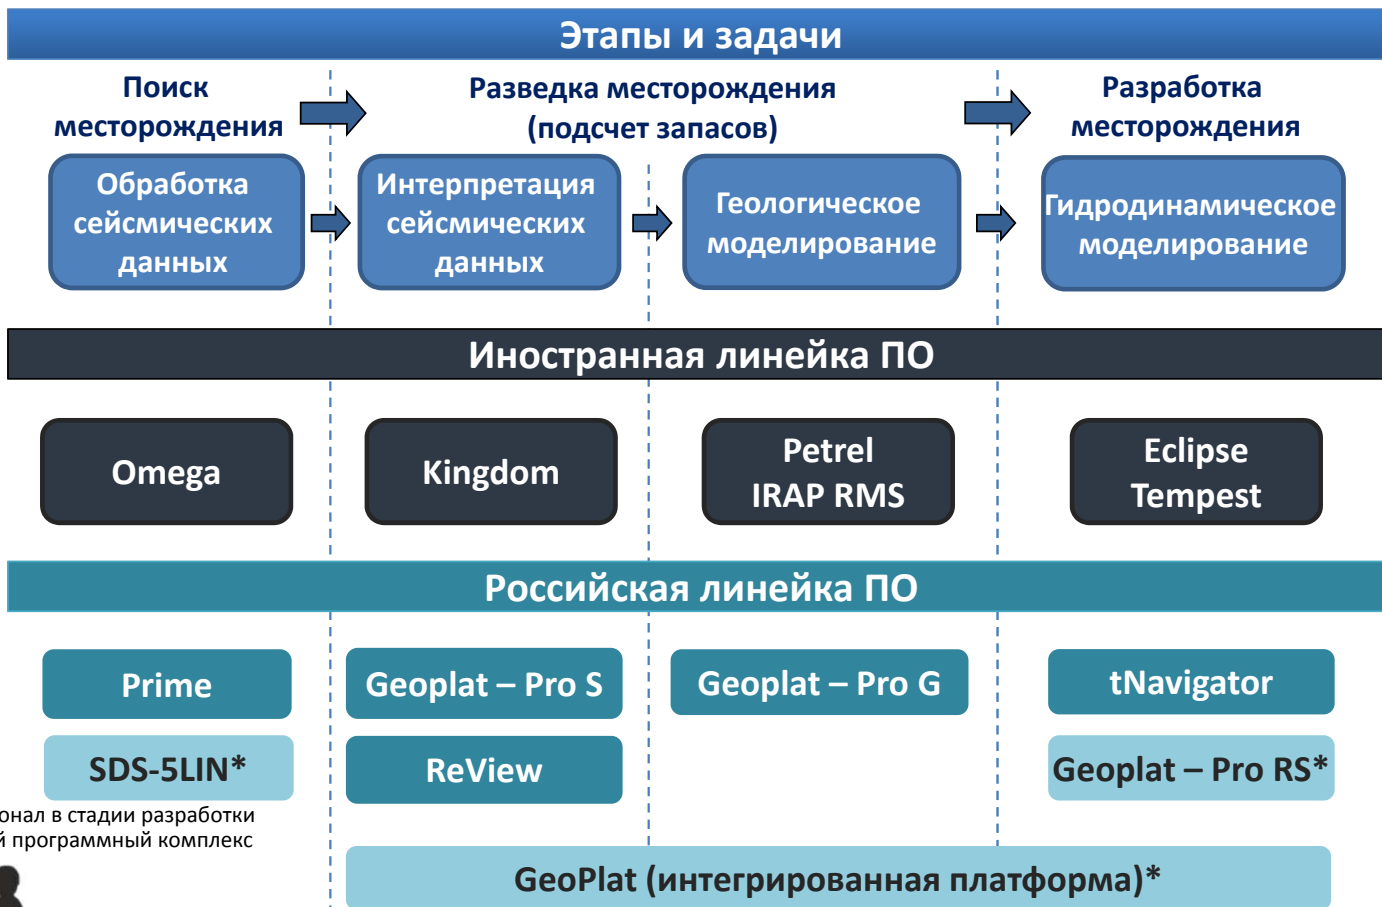 Этапы и задачи
Поиск
месторождения
Разведка месторождения
(подсчет запасов)
Разработка
месторождения
Обработка
сейсмических
данных
Интерпретация
сейсмических
данных
Геологическое
моделирование
Гидродинамическое
моделирование
Иностранная линейка ПО
Omega
Kingdom
Petrel
IRAP RMS
Eclipse
Tempest
Российская линейка ПО
Prime
Geoplat – Pro S
Geoplat – Pro G
tNavigator
SDS-5LIN*
ReView
Geoplat – Pro RS*
в стадии разработки
программный комплекс
GeoPlat (интегрированная платформа)*